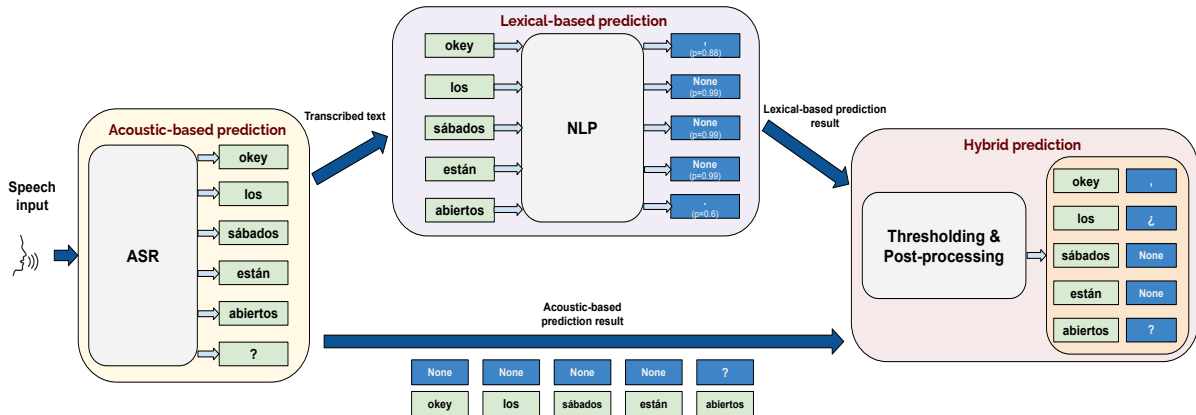 Lexical-based prediction
okey
los
sábados
están
abiertos
NLP
,
(p=0.88)
None
(p=0.99)
None
(p=0.99)
None
(p=0.99)
.
(p=0.6)
Transcribed text
Lexical-based prediction
result
Acoustic-based prediction
Speech
input
ASR
okey
los
sábados
están
abiertos
?
Hybrid prediction
Thresholding &
Post-processing
okey ,
los ¿
sábados None
están None
abiertos ?
Acoustic-based
prediction result
None None None None ?
okey los sábados están abiertos